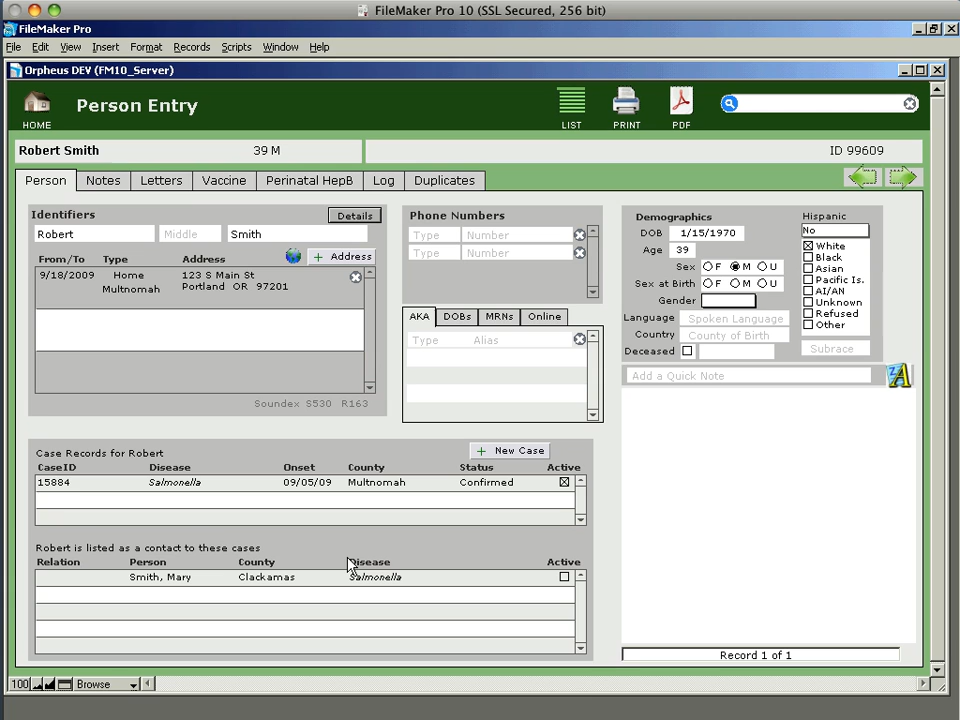 FileMaker Pro 10 (SSL Secured, 256 bit)
FileMaker Pro
File Edit View Insert Format Records Scripts Window Help
Orpheus DEV (FM10_Server)
HOME
Person Entry
LIST PRINT PDF
Robert Smith 39 M ID 99609
Person Notes Letters Vaccine Perinatal HepB Log Duplicates
Identifiers Details
Robert Middle Smith
From/To Type Address + Address
9/18/2009 Home 123 S Main St
Multnomah Portland OR 97201
Soundex S530 R163
Phone Numbers
Type Number
Type Number
AKA DOBs MRNs Online
Type Alias
Demographics
DOB 1/15/1970
Age 39
Sex F M U
Sex at Birth F M U
Gender
Language Spoken Language
Country County of Birth
Deceased
Hispanic
No
White
Black
Asian
Pacific Is.
AI/AN
Unknown
Refused
Other
Subrace
Add a Quick Note
Case Records for Robert + New Case
CaseID Disease Onset County Status Active
15884 Salmonella 09/05/09 Multnomah Confirmed
Robert is listed as a contact to these cases
Relation Person County Disease Active
Smith, Mary Clackamas Salmonella
Record 1 of 1
100 Browse